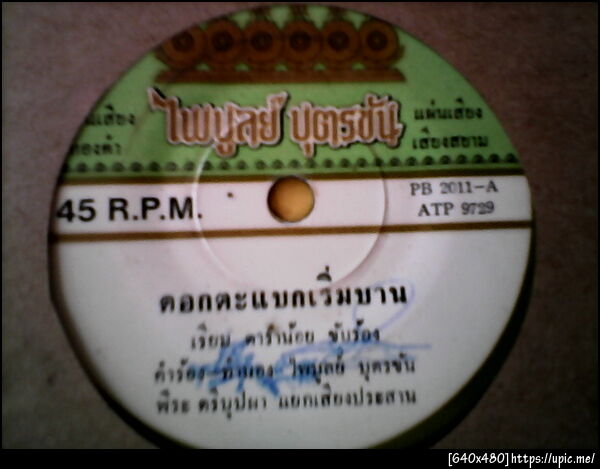 ไพบูลย์ บุตรขัน
แผ่นเสียง
เสียงสยาม
45 R.P.M.
PB 2011-A
ATP 9729
ดอกตะแบกเริ่มบาน
เรียม ดาราน้อย ขับร้อง
คำร้อง ทำนอง ไพบูลย์ บุตรขัน
พีระ ตรีบุปผา แยกเสียงประสาน
[640x480]https://upic.me/